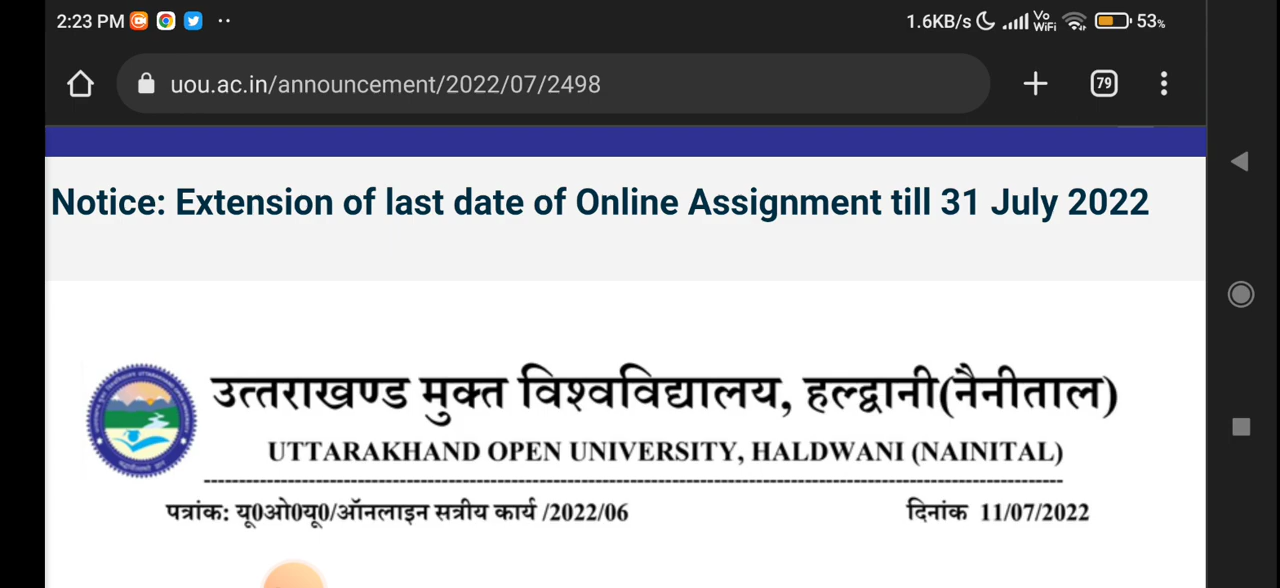 2:23 PM
1.6KB/s Vo WiFi 53%
uou.ac.in/announcement/2022/07/2498
79
Notice: Extension of last date of Online Assignment till 31 July 2022
उत्तराखण्ड मुक्त विश्वविद्यालय, हल्द्वानी(नैनीताल)
UTTARAKHAND OPEN UNIVERSITY, HALDWANI (NAINITAL)
पत्रांक: यू0ओ0यू0/ऑनलाइन सत्रीय कार्य /2022/06
दिनांक 11/07/2022